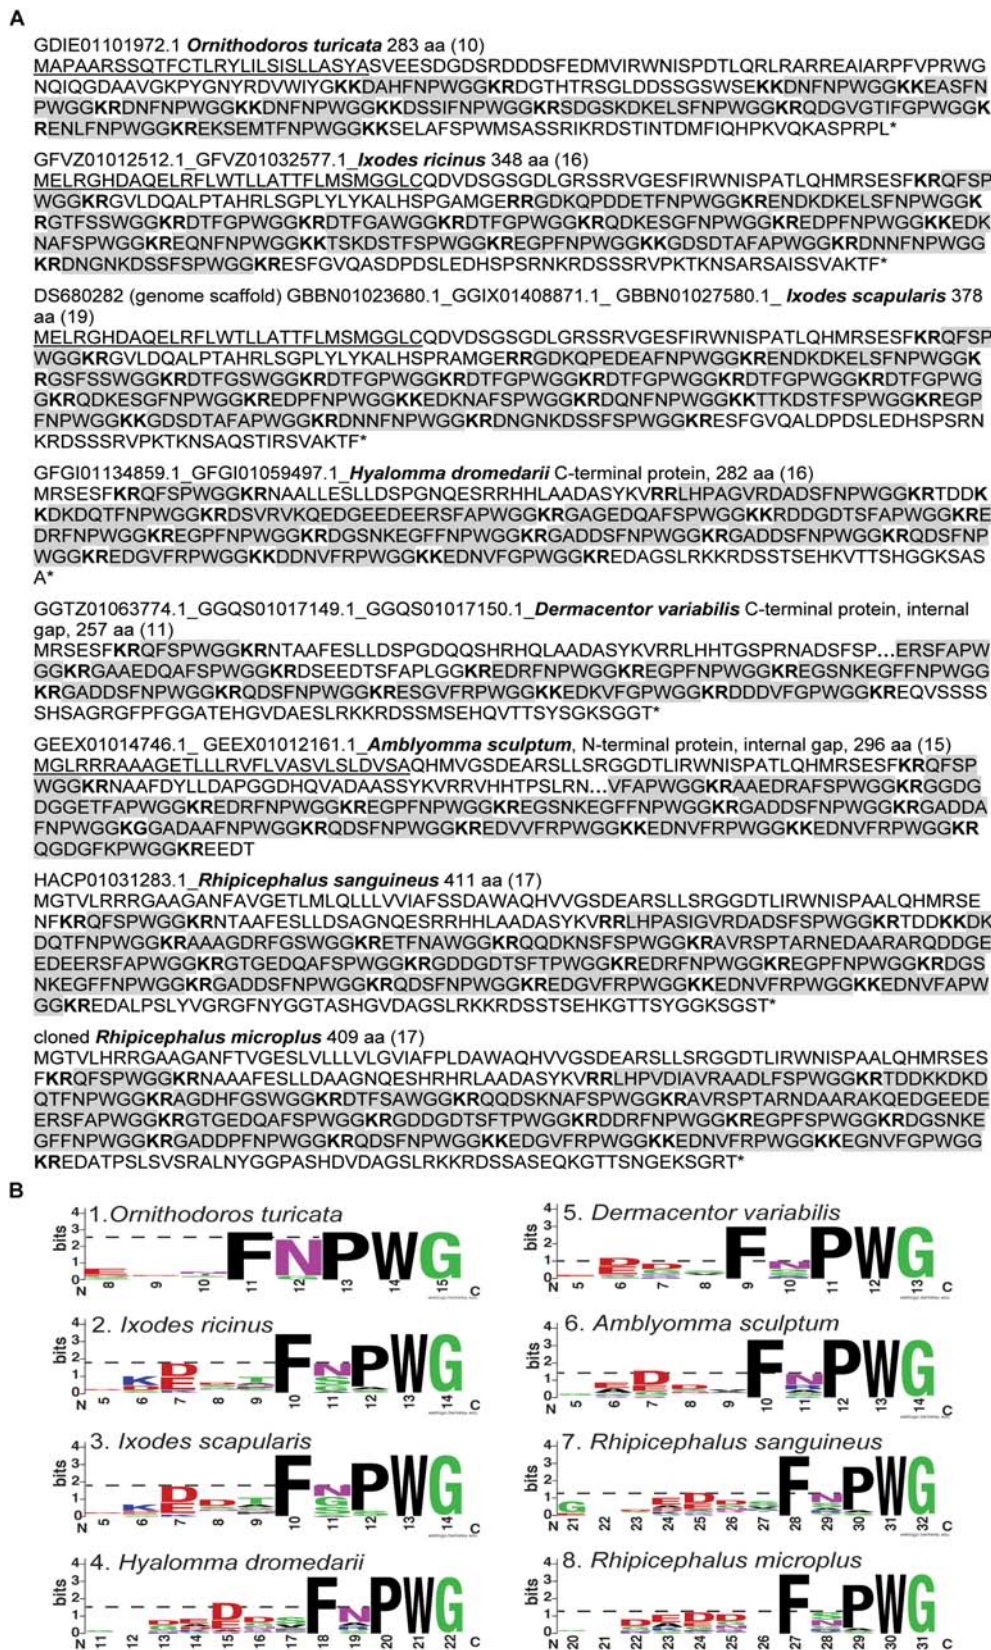 A
GDIE01101972.1 Ornithodoros turicata 283 aa (10)
MAPAARSSQTFCTLRYLILSISLLASYASVEESDGDSRDDDSFEDMVIRWNISPDTLQRLRARREAIARPFVPRWG
NQIQGDAAVGKPYGNYRDVWIYGKKDAHFNPWGGKRDGTHTRSGLDDSSGSWSEKKDNFNPWGGKKEASFN
PWGGKRDNFNPWGGKKDNFNPWGGKKDSSIFNPWGGKRSDGSKDKELSFNPWGGKRQDGVGTIFGPWGGK
RENLFNPWGGKREKSEMTFNPWGGKKSELAFSPWMSASSRIKRDSTINTDMFIQHPKVQKASPRPL*
GFVZ01012512.1_GFVZ01032577.1_Ixodes ricinus 348 aa (16)
MELRGHDAQELRFLWTLLATTFLMSMGGLCQDVDSGSGDLGRSSRVGESFIRWNISPATLQHMRSESFKRQFSP
WGGKRGVLDQALPTAHRLSGPLYLYKALHSPGAMGERRGDKQPDDETFNPWGGKRENDKDKELSFNPWGGK
RGTFSSWGGKRDTFGPWGGKRDTFGAWGGKRDTFGPWGGKRQDKESGFNPWGGKREDPFNPWGGKKEDK
NAFSPWGGKREQNFNPWGGKKTSKDSTFSPWGGKREGPFNPWGGKKGDSDTAFAPWGGKRDNNFNPWGG
KRDNGNKDSSFSPWGGKRESFGVQASDPDSLEDHSPSRNKRDSSSRVPKTKNSARSAISSVAKTF*
DS680282 (genome scaffold) GBBN01023680.1_GGIX01408871.1_ GBBN01027580.1_ Ixodes scapularis 378
aa (19)
MELRGHDAQELRFLWTLLATTFLMSMGGLCQDVDSGSGDLGRSSRVGESFIRWNISPATLQHMRSESFKRQFSP
WGGKRGVLDQALPTAHRLSGPLYLYKALHSPRAMGERRGDKQPEDEAFNPWGGKRENDKDKELSFNPWGGK
RGSFSSWGGKRDTFGSWGGKRDTFGPWGGKRDTFGPWGGKRDTFGPWGGKRDTFGPWGGKRDTFGPWG
GKRQDKESGFNPWGGKREDPFNPWGGKKEDKNAFSPWGGKRDQNFNPWGGKKTTKDSTFSPWGGKREGP
FNPWGGKKGDSDTAFAPWGGKRDNNFNPWGGKRDNGNKDSSFSPWGGKRESFGVQALDPDSLEDHSPSRN
KRDSSSRVPKTKNSAQSTIRSVAKTF*
GFGI01134859.1_GFGI01059497.1_Hyalomma dromedarii C-terminal protein, 282 aa (16)
MRSESFKRQFSPWGGKRNAALLESLLDSPGNQESRRHHLAADASYKVRRLHPAGVRDADSFNPWGGKRTDDK
KDKDQTFNPWGGKRDSVRVKQEDGEEDEERSFAPWGGKRGAGEDQAFSPWGGKKRDDGDTSFAPWGGKRE
DRFNPWGGKREGPFNPWGGKRDGSNKEGFFNPWGGKRGADDSFNPWGGKRGADDSFNPWGGKRQDSFNP
WGGKREDGVFRPWGGKKDDNVFRPWGGKKEDNVFGPWGGKREDAGSLRKKRDSSTSEHKVTTSHGGKSAS
A*
GGTZ01063774.1_GGQS01017149.1_GGQS01017150.1_Dermacentor variabilis C-terminal protein, internal
gap, 257 aa (11)
MRSESFKRQFSPWGGKRNTAAFESLLDSPGDQQSHRHQLAADASYKVRRLHHTGSPRNADSFSP...ERSFAPW
GGKRGAAEDQAFSPWGGKRDSEEDTSFAPLGGKREDRFNPWGGKREGPFNPWGGKREGSNKEGFFNPWGG
KRGADDSFNPWGGKRQDSFNPWGGKRESGVFRPWGGKKEDKVFGPWGGKRDDDVFGPWGGKREQVSSSS
SHSAGRGFPFGGATEHGVDAESLRKKRDSSMSEHQVTTSYSGKSGGT*
GEEX01014746.1_ GEEX01012161.1_Amblyomma sculptum, N-terminal protein, internal gap, 296 aa (15)
MGLRRRAAAGETLLLRVFLVASVLSLDVSAQHMVGSDEARSLLSRGGDTLIRWNISPATLQHMRSESFKRQFSP
WGGKRNAAFDYLLDAPGGDHQVADAASSYKVRRVHHTPSLRN...VFAPWGGKRAAEDRAFSPWGGKRGGDG
DGGETFAPWGGKREDRFNPWGGKREGPFNPWGGKREGSNKEGFFNPWGGKRGADDSFNPWGGKRGADDA
FNPWGGKGGADAAFNPWGGKRQDSFNPWGGKREDVVFRPWGGKKEDNVFRPWGGKKEDNVFRPWGGKR
QGDGFKPWGGKREEDT
HACP01031283.1_Rhipicephalus sanguineus 411 aa (17)
MGTVLRRRGAAGANFAVGETLMLQLLLVVIAFSSDAWAQHVVGSDEARSLLSRGGDTLIRWNISPAALQHMRSE
NFKRQFSPWGGKRNTAAFESLLDSAGNQESRRHHLAADASYKVRRLHPASIGVRDADSFSPWGGKRTDDKKDK
DQTFNPWGGKRAAAGDRFGSWGGKRETFNAWGGKRQQDKNSFSPWGGKRAVRSPTARNEDAARARQDDGE
EDEERSFAPWGGKRGTGEDQAFSPWGGKRGDDGDTSFTPWGGKREDRFNPWGGKREGPFNPWGGKRDGS
NKEGFFNPWGGKRGADDSFNPWGGKRQDSFNPWGGKREDGVFRPWGGKKEDNVFRPWGGKKEDNVFAPW
GGKREDALPSLYVGRGFNYGGTASHGVDAGSLRKKRDSSTSEHKGTTSYGGKSGST*
cloned Rhipicephalus microplus 409 aa (17)
MGTVLHRRGAAGANFTVGESLVLLLVLGVIAFPLDAWAQHVVGSDEARSLLSRGGDTLIRWNISPAALQHMRSES
FKRQFSPWGGKRNAAAFESLLDAAGNQESHRHRLAADASYKVRRLHPVDIAVRAADLFSPWGGKRTDDKKDKD
QTFNPWGGKRAGDHFGSWGGKRDTFSAWGGKRQQDSKNAFSPWGGKRAVRSPTARNDAARAKQEDGEEDE
ERSFAPWGGKRGTGEDQAFSPWGGKRGDDGDTSFTPWGGKRDDRFNPWGGKREGPFSPWGGKRDGSNKE
GFFNPWGGKRGADDPFNPWGGKRQDSFNPWGGKKEDGVFRPWGGKKEDNVFRPWGGKKEGNVFGPWGG
KREDATPSLSVSRALNYGGPASHDVDAGSLRKKRDSSASEQKGTTSNGEKSGRT*
B
1.Ornithodoros turicata
5. Dermacentor variabilis
2. Ixodes ricinus
6. Amblyomma sculptum
3. Ixodes scapularis
7. Rhipicephalus sanguineus
4. Hyalomma dromedarii
8. Rhipicephalus microplus